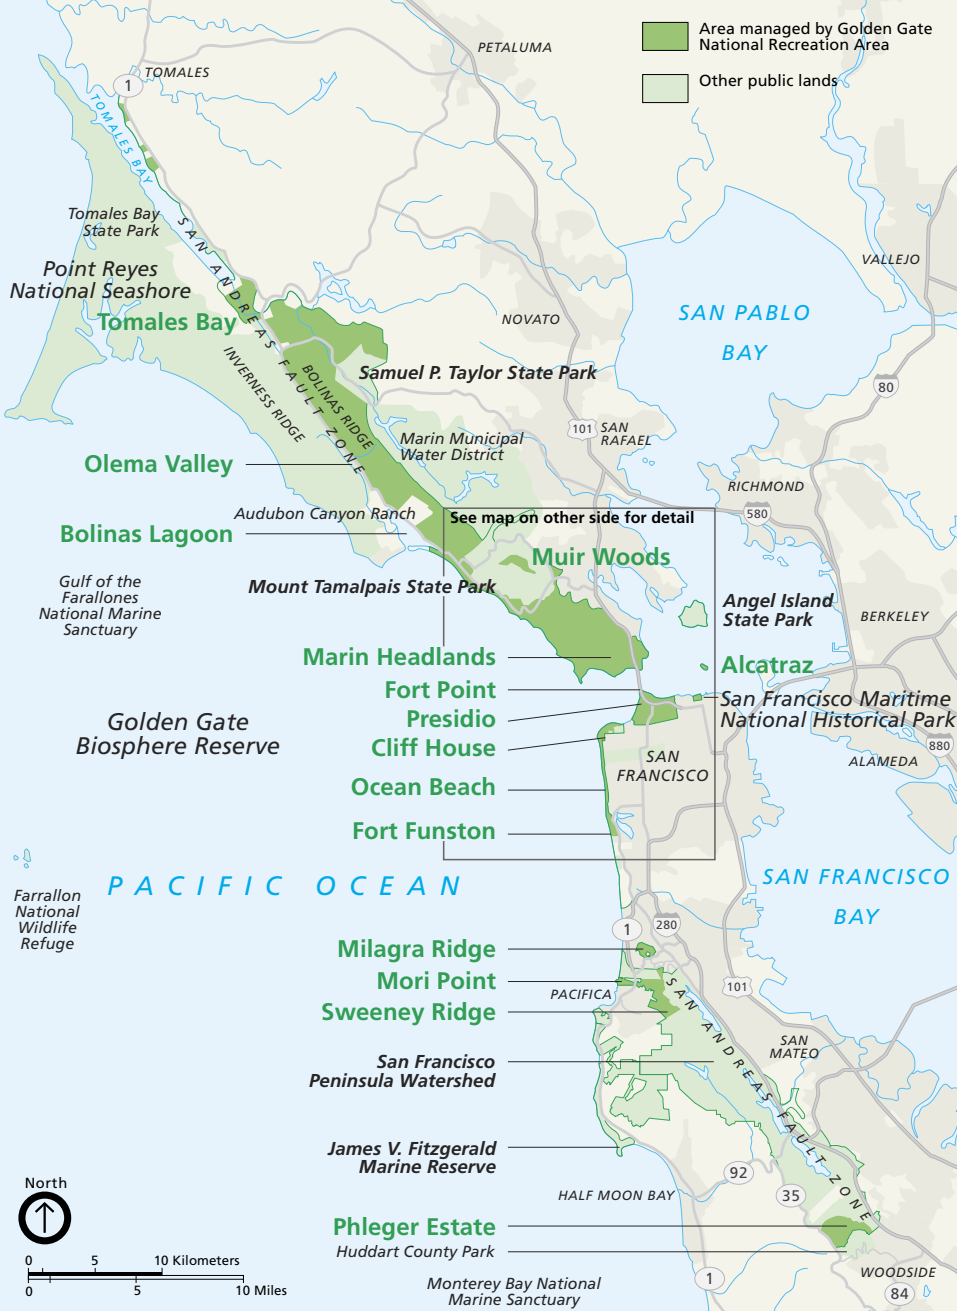 Area managed by Golden Gate
National Recreation Area
Other public lands
PETALUMA
TOMALES
1
TOMALES BAY
Tomales Bay
State Park
SAN ANDREAS FAULT ZONE
Point Reyes
National Seashore
Tomales Bay
VALLEJO
SAN PABLO
BAY
NOVATO
INVERNESS RIDGE
BOLINAS RIDGE
Samuel P. Taylor State Park
80
101
SAN
RAFAEL
Marin Municipal
Water District
Olema Valley
RICHMOND
580
Audubon Canyon Ranch
See map on other side for detail
Bolinas Lagoon
Muir Woods
Gulf of the
Farallones
National Marine
Sanctuary
Mount Tamalpais State Park
Angel Island
State Park
BERKELEY
Marin Headlands
Alcatraz
Fort Point
San Francisco Maritime
National Historical Park
Presidio
Golden Gate
Biosphere Reserve
Cliff House
880
ALAMEDA
SAN
FRANCISCO
Ocean Beach
Fort Funston
PACIFIC OCEAN
SAN FRANCISCO
BAY
Farrallon
National
Wildlife
Refuge
1
280
Milagra Ridge
Mori Point
101
PACIFICA
Sweeney Ridge
SAN ANDREAS FAULT ZONE
SAN
MATEO
San Francisco
Peninsula Watershed
James V. Fitzgerald
Marine Reserve
92
35
HALF MOON BAY
North
Phleger Estate
Huddart County Park
0 5 10 Kilometers
0 5 10 Miles
WOODSIDE
1
84
Monterey Bay National
Marine Sanctuary